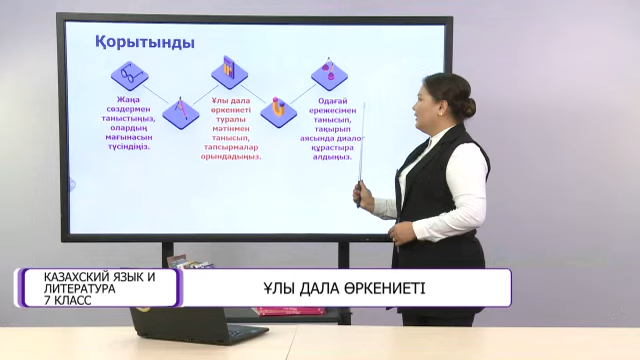 Қорытынды
Жаңа
сөздермен
таныстыңыз,
олардың
мағынасын
түсіндіңіз.
Ұлы дала
өркениеті
туралы
мәтінмен
танысып,
тапсырмалар
орындадыңыз.
Одағай
ережесімен
танысып,
тақырып
аясында диалог
құрастыра
алдыңыз.
КАЗАХСКИЙ ЯЗЫК И
ЛИТЕРАТУРА
7 КЛАСС
ҰЛЫ ДАЛА ӨРКЕНИЕТІ